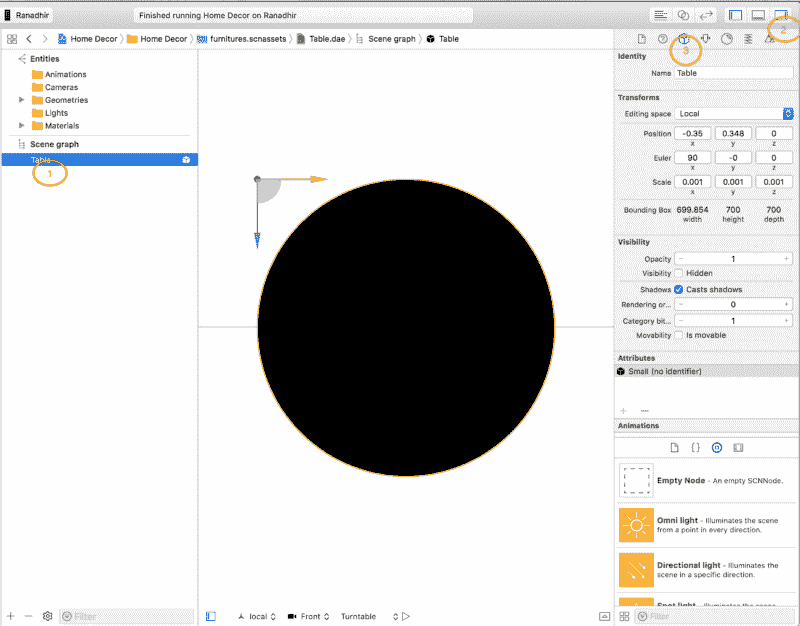 Ranadhir
Finished running Home Decor on Ranadhir
2
Home Decor
Home Decor
furnitures.scnassets
Table.dae
Scene graph
Table
3
Entities
Animations
Cameras
Geometries
Lights
Materials
Scene graph
Table
1
Identity
Name Table
Transforms
Editing space Local
Position -0.35 0.348 0
x y z
Euler 90 -0 0
x y z
Scale 0.001 0.001 0.001
x y z
Bounding Box 699.854 700 700
width height depth
Visibility
Opacity − 1 +
Visibility Hidden
Shadows Casts shadows
Rendering or... − 0 +
Category bit... − 1 +
Movability Is movable
Attributes
Small (no identifier)
+ −
Animations
{ }
Empty Node - An empty SCNNode.
Omni light - Illuminates the scene
from a point in every direction.
Directional light - Illuminates the
scene in a specific direction.
Spot light
+ − Filter
local Front Turntable
Filter